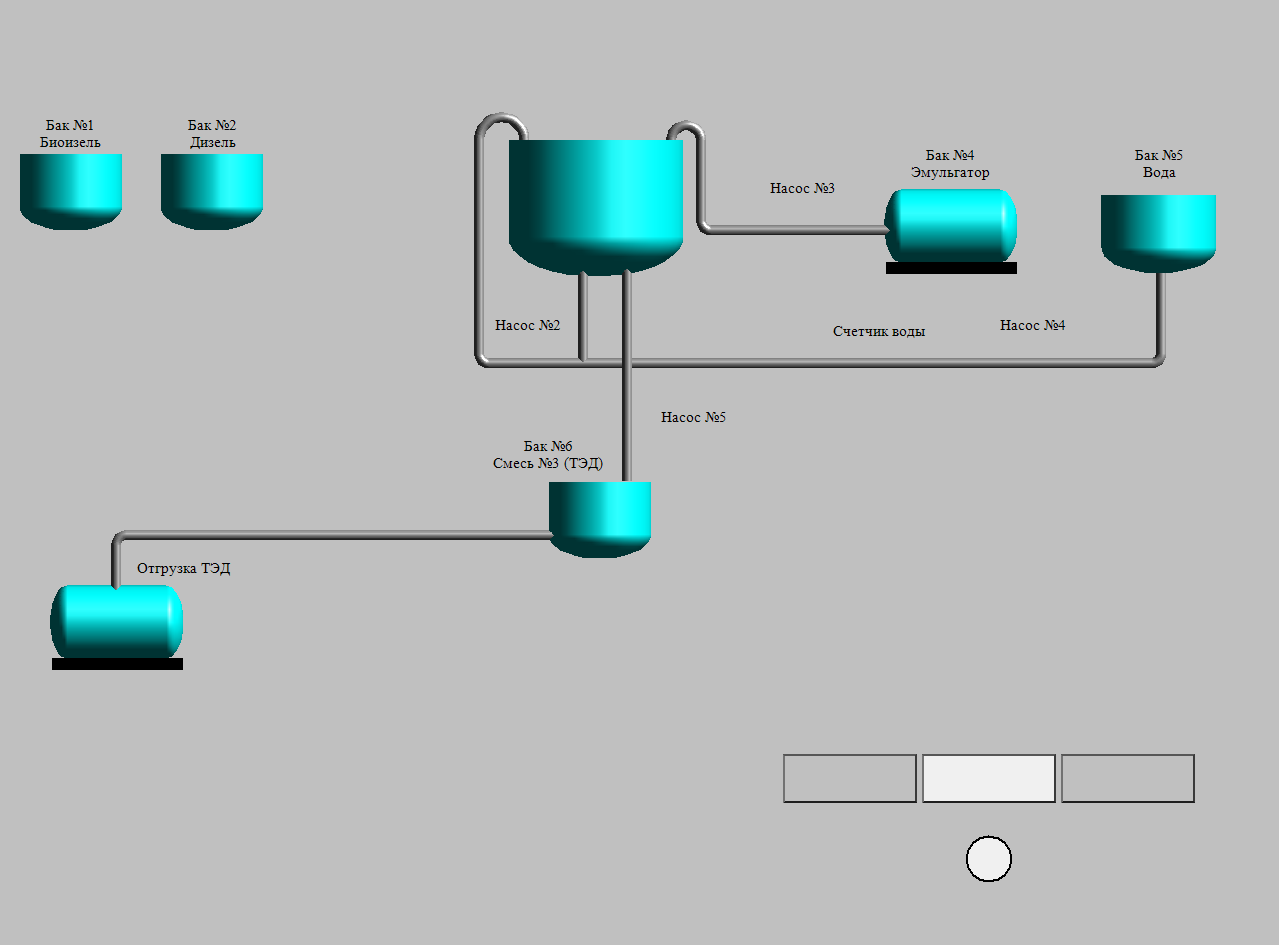 Бак №1
Биоизель
Бак №2
Дизель
Бак №4
Эмульгатор
Бак №5
Вода
Насос №3
Насос №2
Счетчик воды
Насос №4
Насос №5
Бак №6
Смесь №3 (ТЭД)
Отгрузка ТЭД